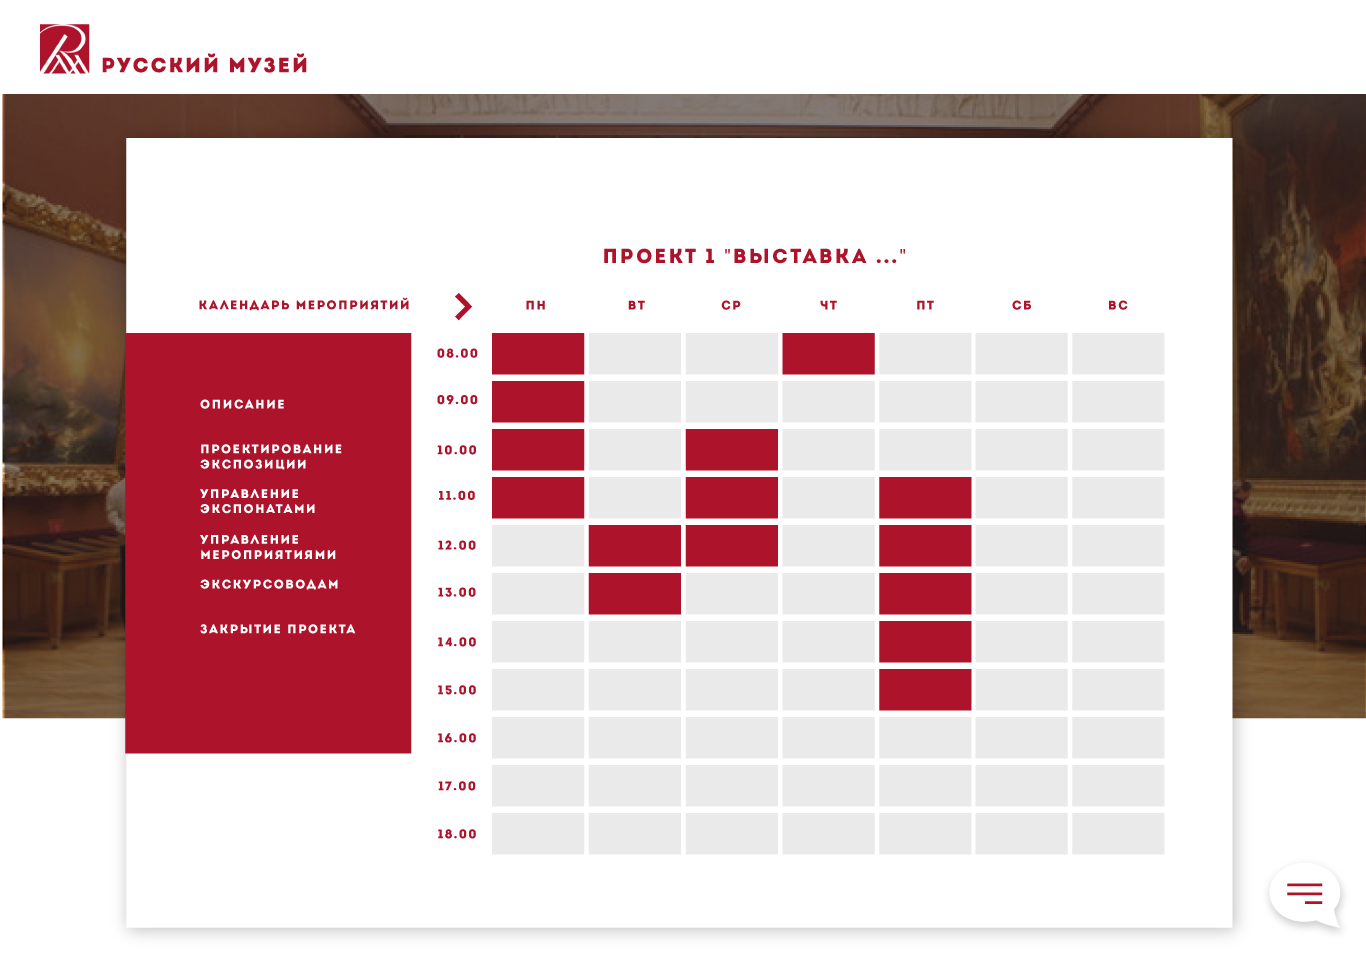 РУССКИЙ МУЗЕЙ
ПРОЕКТ 1 "ВЫСТАВКА ..."
КАЛЕНДАРЬ МЕРОПРИЯТИЙ
ПН ВТ СР ЧТ ПТ СБ ВС
ОПИСАНИЕ
ПРОЕКТИРОВАНИЕ
ЭКСПОЗИЦИИ
УПРАВЛЕНИЕ
ЭКСПОНАТАМИ
УПРАВЛЕНИЕ
МЕРОПРИЯТИЯМИ
ЭКСКУРСОВОДАМ
ЗАКРЫТИЕ ПРОЕКТА
08.00
09.00
10.00
11.00
12.00
13.00
14.00
15.00
16.00
17.00
18.00